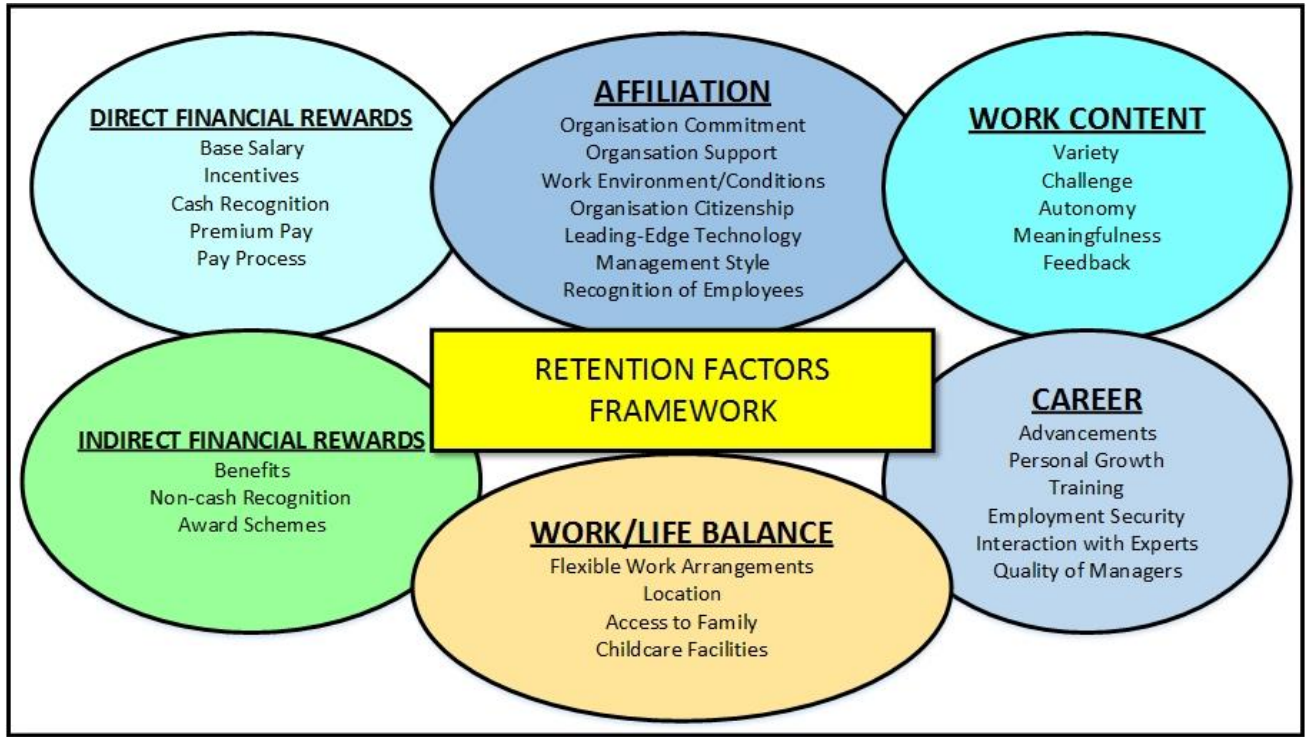 DIRECT FINANCIAL REWARDS
Base Salary
Incentives
Cash Recognition
Premium Pay
Pay Process
AFFILIATION
Organisation Commitment
Organsation Support
Work Environment/Conditions
Organisation Citizenship
Leading-Edge Technology
Management Style
Recognition of Employees
WORK CONTENT
Variety
Challenge
Autonomy
Meaningfulness
Feedback
RETENTION FACTORS
FRAMEWORK
INDIRECT FINANCIAL REWARDS
Benefits
Non-cash Recognition
Award Schemes
WORK/LIFE BALANCE
Flexible Work Arrangements
Location
Access to Family
Childcare Facilities
CAREER
Advancements
Personal Growth
Training
Employment Security
Interaction with Experts
Quality of Managers